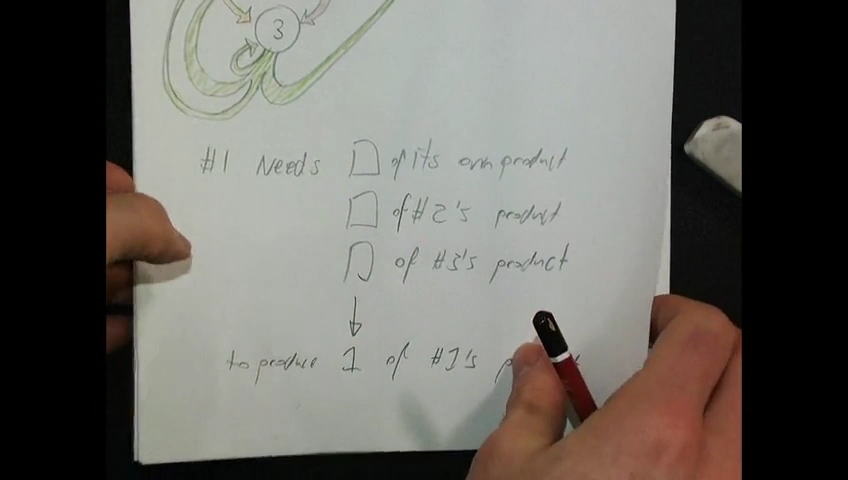 3
#1 Needs of its own product
of #2's product
of #3's product
to produce 1 of #1's